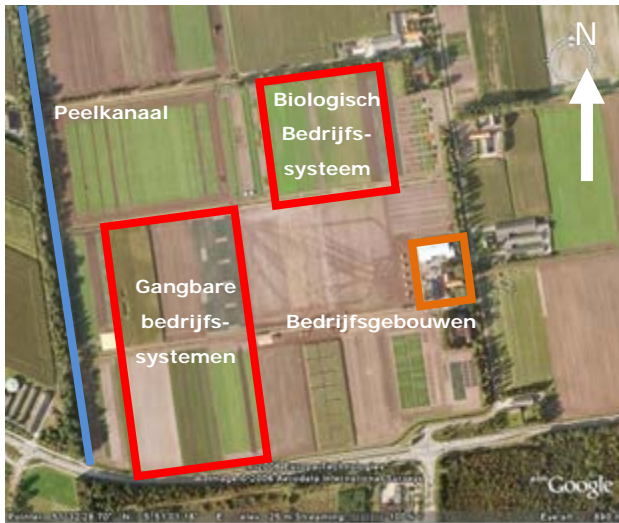 N
Peelkanaal
Biologisch
Bedrijfs-
systeem
Gangbare
bedrijfs-
systemen
Bedrijfsgebouwen
Google